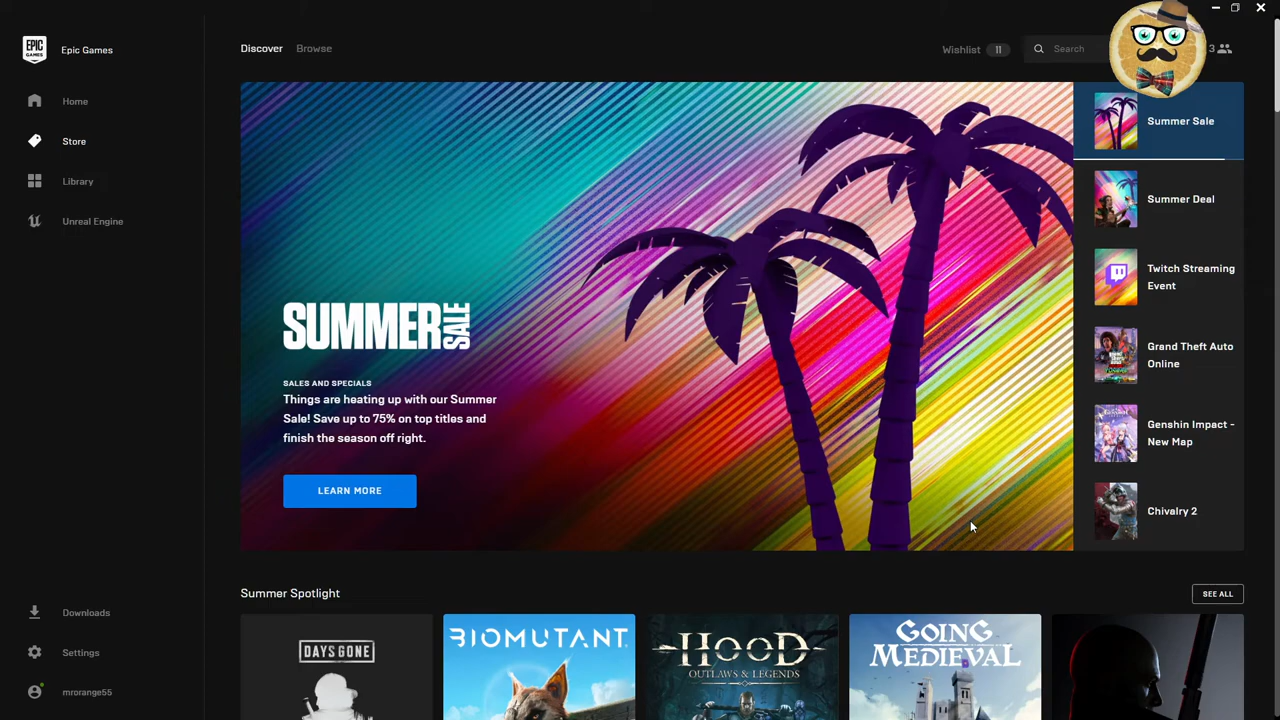 EPIC
GAMES
Epic Games
Home
Store
Library
Unreal Engine
Downloads
Settings
mrorange55
Discover
Browse
Wishlist 11
Search
3
SUMMER SALE
SALES AND SPECIALS
Things are heating up with our Summer
Sale! Save up to 75% on top titles and
finish the season off right.
LEARN MORE
Summer Sale
Summer Deal
Twitch Streaming
Event
Grand Theft Auto
Online
Genshin Impact -
New Map
Chivalry 2
Summer Spotlight
SEE ALL
DAYS GONE
BIOMUTANT
HOOD
OUTLAWS & LEGENDS
GOING
MEDIEVAL